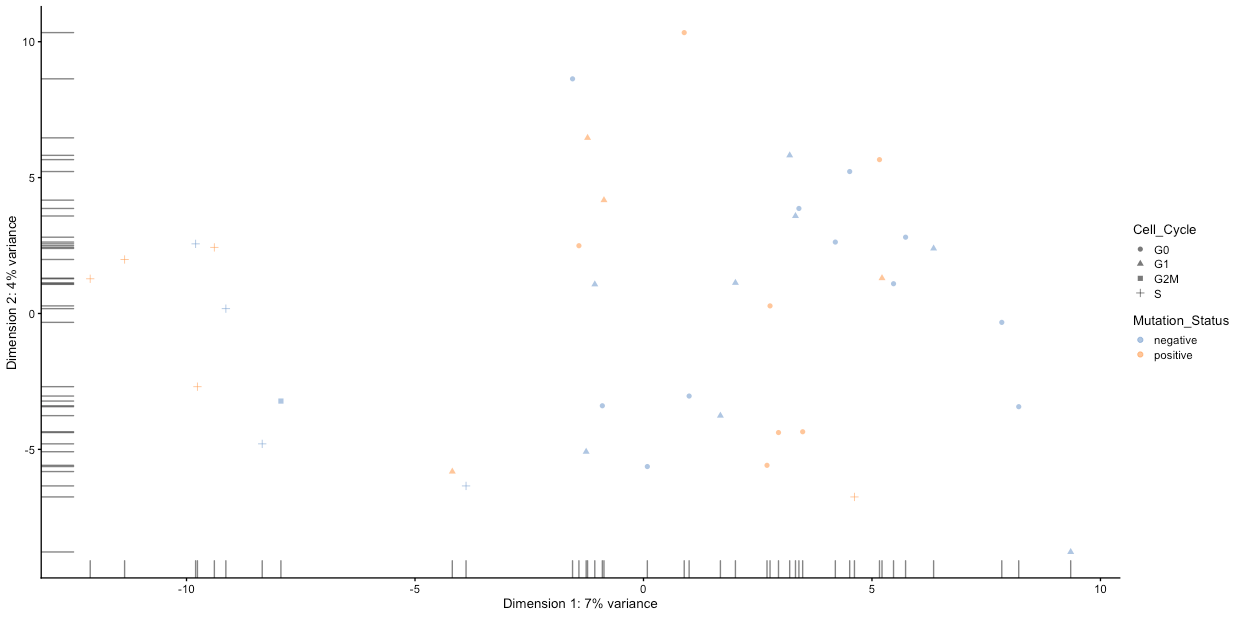 10
5
0
-5
Dimension 2: 4% variance
-10
-5
0
5
10
Dimension 1: 7% variance
Cell_Cycle
G0
G1
G2M
S
Mutation_Status
negative
positive